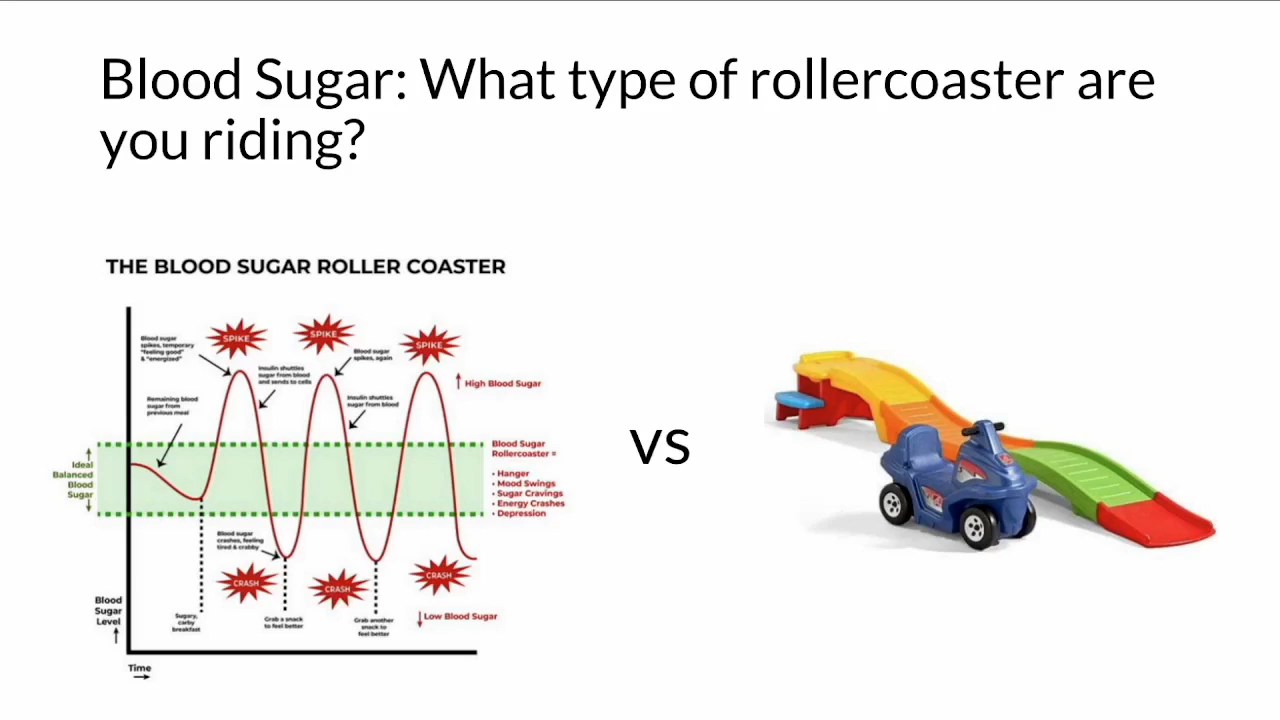 Blood Sugar: What type of rollercoaster are
you riding?
THE BLOOD SUGAR ROLLER COASTER
SPIKE
SPIKE
SPIKE
Blood sugar
spikes, temporary
"feeling good"
& "energized"
Insulin shuttles
sugar from blood
and sends to cells
Blood sugar
spikes, again
Remaining blood
sugar from
previous meal
Insulin shuttles
sugar from blood
High Blood Sugar
Ideal
Balanced
Blood
Sugar
Blood Sugar
Rollercoaster =
• Hanger
• Mood Swings
• Sugar Cravings
• Energy Crashes
• Depression
Blood sugar
crashes, feeling
tired & crabby
CRASH
CRASH
CRASH
Blood
Sugar
Level
Sugary,
carby
breakfast
Grab a snack
to feel better
Grab another
snack to
feel better
Low Blood Sugar
Time
vs